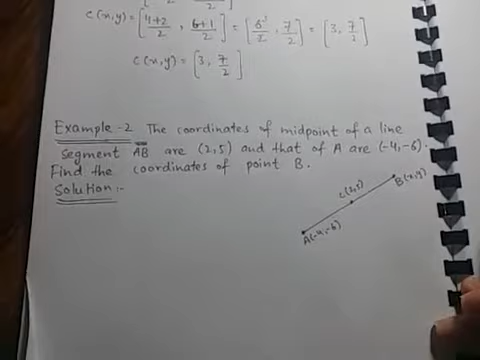 C(x,y) = [4+2/2, 6+1/2] = [6/2, 7/2] = [3, 7/2]
C(x,y) = [3, 7/2]
Example-2 The coordinates of midpoint of a line
segment AB are (2,5) and that of A are (-4,-6).
Find the coordinates of point B.
Solution:-
B(x,y)
C(2,5)
A(-4,-6)